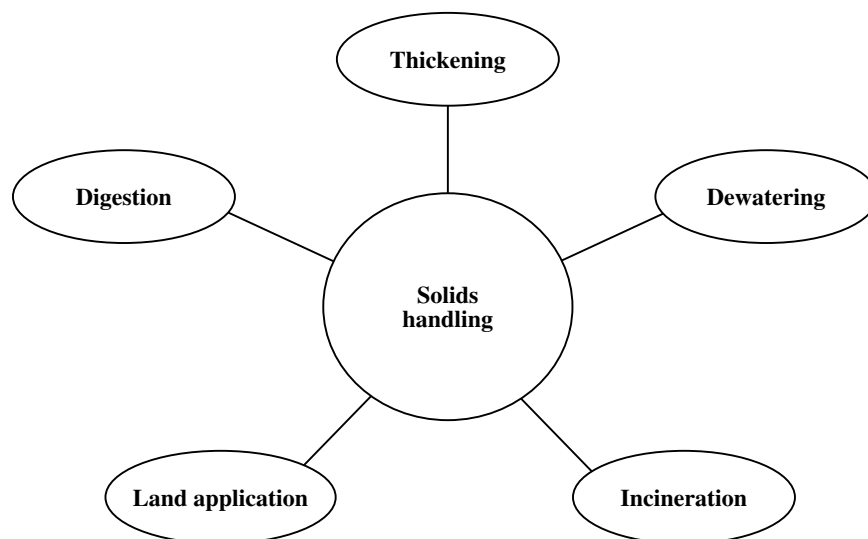 Thickening
Digestion
Dewatering
Solids
handling
Land application
Incineration